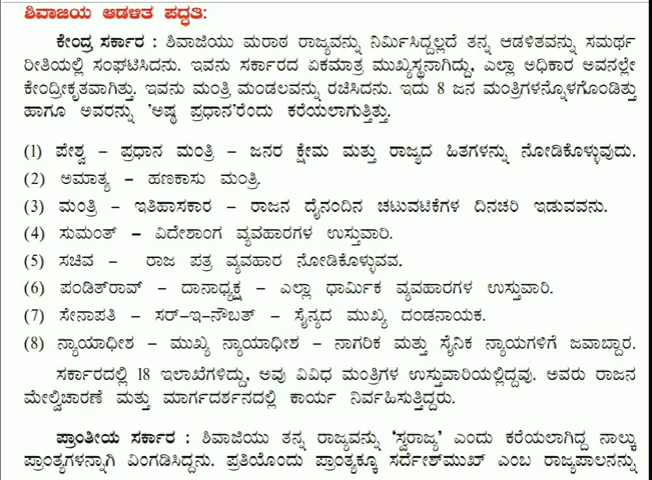 ಶಿವಾಜಿಯ ಆಡಳಿತ ಪದ್ಧತಿ:
ಕೇಂದ್ರ ಸರ್ಕಾರ : ಶಿವಾಜಿಯು ಮರಾಠ ರಾಜ್ಯವನ್ನು ನಿರ್ಮಿಸಿದ್ದಲ್ಲದೆ ತನ್ನ ಆಡಳಿತವನ್ನು ಸಮರ್ಥ
ರೀತಿಯಲ್ಲಿ ಸಂಘಟಿಸಿದನು. ಇವನು ಸರ್ಕಾರದ ಏಕಮಾತ್ರ ಮುಖ್ಯಸ್ಥನಾಗಿದ್ದು, ಎಲ್ಲಾ ಅಧಿಕಾರ ಅವನಲ್ಲೇ
ಕೇಂದ್ರೀಕೃತವಾಗಿತ್ತು. ಇವನು ಮಂತ್ರಿ ಮಂಡಲವನ್ನು ರಚಿಸಿದನು. ಇದು 8 ಜನ ಮಂತ್ರಿಗಳನ್ನೊಳಗೊಂಡಿತ್ತು
ಹಾಗೂ ಅವರನ್ನು 'ಅಷ್ಠ ಪ್ರಧಾನ'ರೆಂದು ಕರೆಯಲಾಗುತ್ತಿತ್ತು.
(1) ಪೇಶ್ವ – ಪ್ರಧಾನ ಮಂತ್ರಿ – ಜನರ ಕ್ಷೇಮ ಮತ್ತು ರಾಜ್ಯದ ಹಿತಗಳನ್ನು ನೋಡಿಕೊಳ್ಳುವುದು.
(2) ಅಮಾತ್ಯ – ಹಣಕಾಸು ಮಂತ್ರಿ.
(3) ಮಂತ್ರಿ – ಇತಿಹಾಸಕಾರ – ರಾಜನ ದೈನಂದಿನ ಚಟುವಟಿಕೆಗಳ ದಿನಚರಿ ಇಡುವವನು.
(4) ಸುಮಂತ್ – ವಿದೇಶಾಂಗ ವ್ಯವಹಾರಗಳ ಉಸ್ತುವಾರಿ.
(5) ಸಚಿವ – ರಾಜ ಪತ್ರ ವ್ಯವಹಾರ ನೋಡಿಕೊಳ್ಳುವವ.
(6) ಪಂಡಿತ್‌ರಾವ್ – ದಾನಾಧ್ಯಕ್ಷ – ಎಲ್ಲಾ ಧಾರ್ಮಿಕ ವ್ಯವಹಾರಗಳ ಉಸ್ತುವಾರಿ.
(7) ಸೇನಾಪತಿ – ಸರ್-ಇ-ನೌಬತ್ – ಸೈನ್ಯದ ಮುಖ್ಯ ದಂಡನಾಯಕ.
(8) ನ್ಯಾಯಾಧೀಶ – ಮುಖ್ಯ ನ್ಯಾಯಾಧೀಶ – ನಾಗರಿಕ ಮತ್ತು ಸೈನಿಕ ನ್ಯಾಯಗಳಿಗೆ ಜವಾಬ್ದಾರ.
ಸರ್ಕಾರದಲ್ಲಿ 18 ಇಲಾಖೆಗಳಿದ್ದು, ಅವು ವಿವಿಧ ಮಂತ್ರಿಗಳ ಉಸ್ತುವಾರಿಯಲ್ಲಿದ್ದವು. ಅವರು ರಾಜನ
ಮೇಲ್ವಿಚಾರಣೆ ಮತ್ತು ಮಾರ್ಗದರ್ಶನದಲ್ಲಿ ಕಾರ್ಯ ನಿರ್ವಹಿಸುತ್ತಿದ್ದರು.
ಪ್ರಾಂತೀಯ ಸರ್ಕಾರ : ಶಿವಾಜಿಯು ತನ್ನ ರಾಜ್ಯವನ್ನು 'ಸ್ವರಾಜ್ಯ' ಎಂದು ಕರೆಯಲಾಗಿದ್ದ ನಾಲ್ಕು
ಪ್ರಾಂತ್ಯಗಳನ್ನಾಗಿ ವಿಂಗಡಿಸಿದ್ದನು. ಪ್ರತಿಯೊಂದು ಪ್ರಾಂತ್ಯಕ್ಕೂ ಸರ್ದೇಶ್‌ಮುಖ್ ಎಂಬ ರಾಜ್ಯಪಾಲನನ್ನು